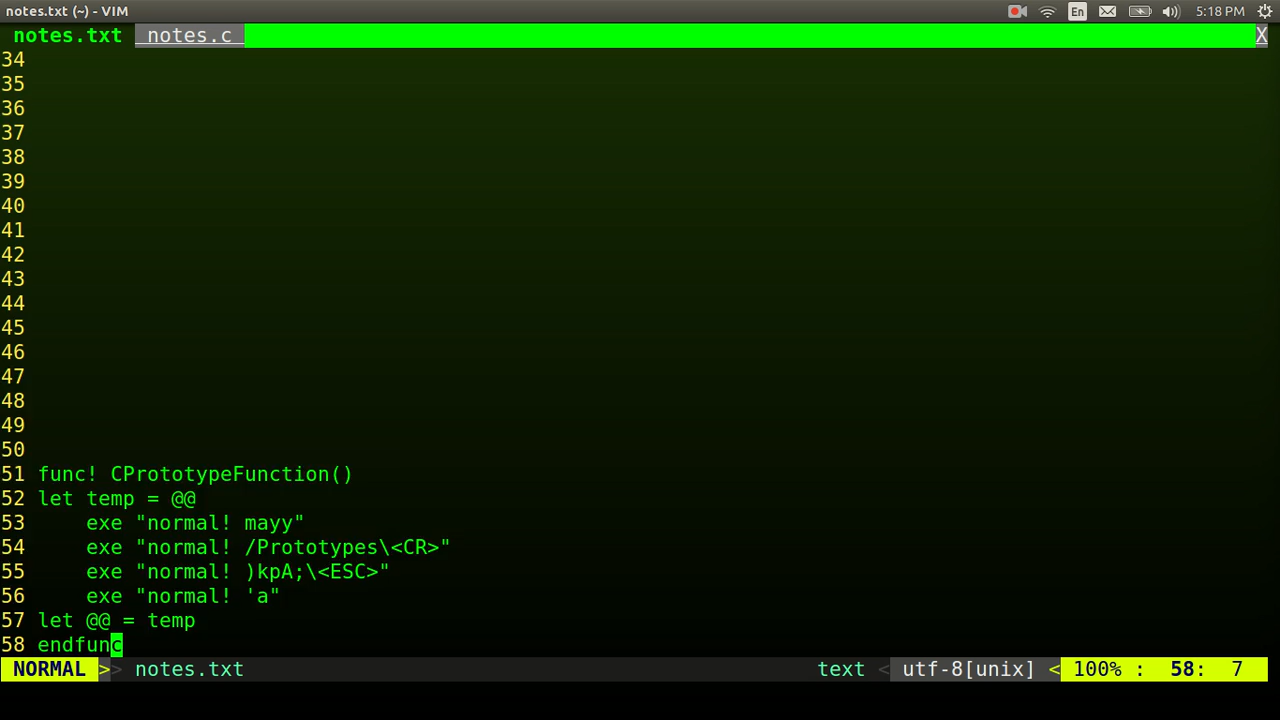 notes.txt (~) - VIM En 5:18 PM
notes.txt notes.c X
34
35
36
37
38
39
40
41
42
43
44
45
46
47
48
49
50
51 func! CPrototypeFunction()
52 let temp = @@
53     exe "normal! mayy"
54     exe "normal! /Prototypes\<CR>"
55     exe "normal! )kpA;\<ESC>"
56     exe "normal! 'a"
57 let @@ = temp
58 endfunc
NORMAL >> notes.txt text < utf-8[unix] < 100% : 58: 7